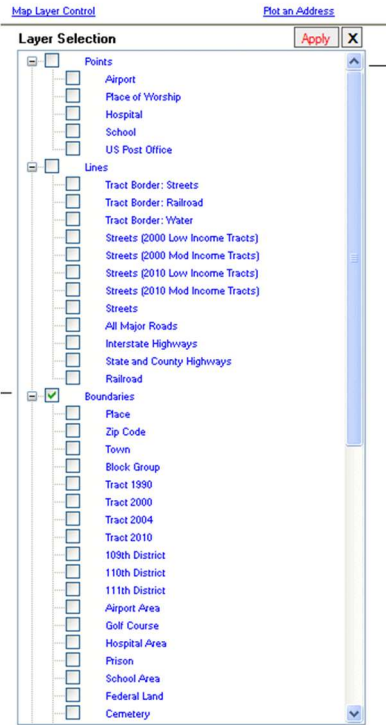 Map Layer Control Plot an Address
Layer Selection Apply X
Points
Airport
Place of Worship
Hospital
School
US Post Office
Lines
Tract Border: Streets
Tract Border: Railroad
Tract Border: Water
Streets (2000 Low Income Tracts)
Streets (2000 Mod Income Tracts)
Streets (2010 Low Income Tracts)
Streets (2010 Mod Income Tracts)
Streets
All Major Roads
Interstate Highways
State and County Highways
Railroad
Boundaries
Place
Zip Code
Town
Block Group
Tract 1990
Tract 2000
Tract 2004
Tract 2010
109th District
110th District
111th District
Airport Area
Golf Course
Hospital Area
Prison
School Area
Federal Land
Cemetery